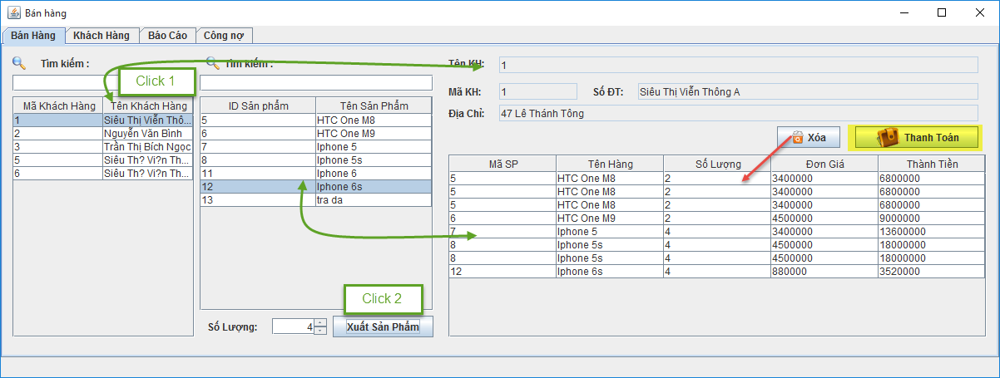 Bán hàng
Bán Hàng Khách Hàng Báo Cáo Công nợ
Tìm kiếm :
Click 1
Mã Khách Hàng Tên Khách Hàng
1 Siêu Thị Viễn Thô...
2 Nguyễn Văn Bình
3 Trần Thị Bích Ngọc
5 Siêu Th? Vi?n Th...
6 Siêu Th? Vi?n Th...
Tìm kiếm :
ID Sản phẩm Tên Sản Phẩm
5 HTC One M8
6 HTC One M9
7 Iphone 5
8 Iphone 5s
11 Iphone 6
12 Iphone 6s
13 tra da
Click 2
Số Lượng: 4 Xuất Sản Phẩm
Tên KH: 1
Mã KH: 1 Số ĐT: Siêu Thị Viễn Thông A
Địa Chỉ: 47 Lê Thánh Tông
Xóa Thanh Toán
Mã SP Tên Hàng Số Lượng Đơn Giá Thành Tiền
5 HTC One M8 2 3400000 6800000
5 HTC One M8 2 3400000 6800000
5 HTC One M8 2 3400000 6800000
6 HTC One M9 2 4500000 9000000
7 Iphone 5 4 3400000 13600000
8 Iphone 5s 4 4500000 18000000
8 Iphone 5s 4 4500000 18000000
12 Iphone 6s 4 880000 3520000